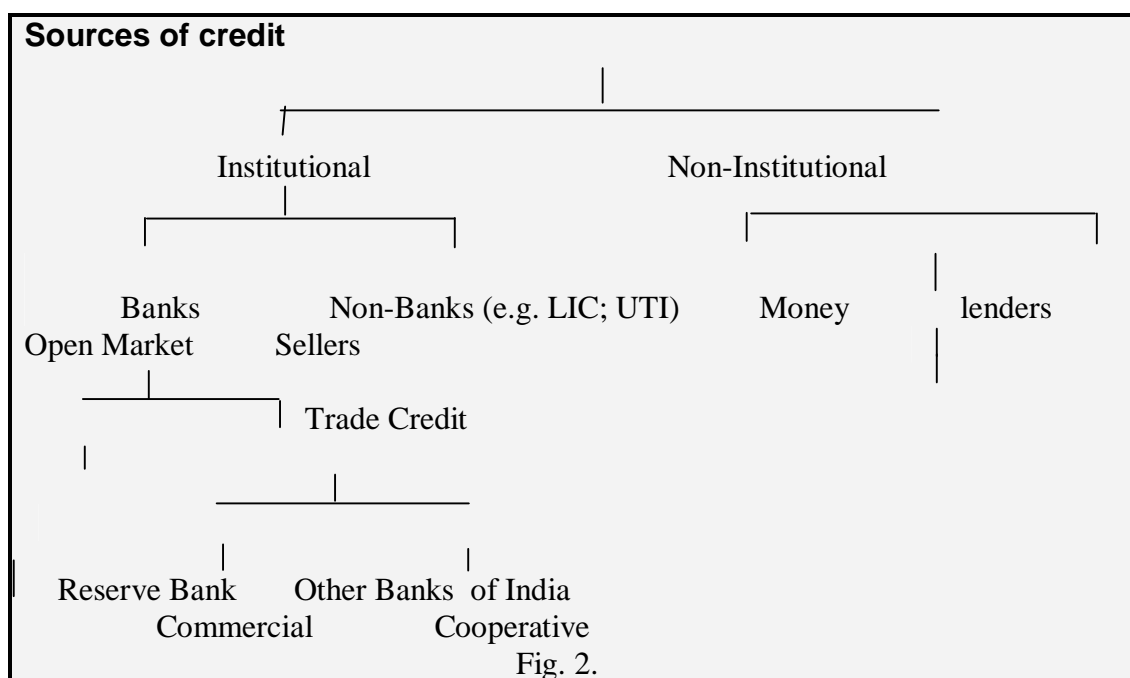 Sources of credit
Institutional Non-Institutional
Banks Non-Banks (e.g. LIC; UTI) Money lenders
Open Market Sellers
Trade Credit
Reserve Bank Other Banks of India
Commercial Cooperative
Fig. 2.